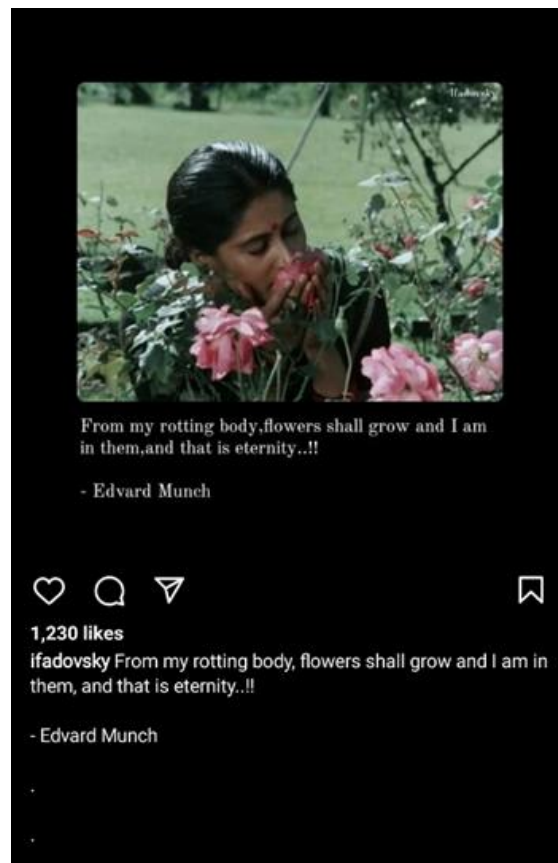 ifadovsky
From my rotting body,flowers shall grow and I am
in them,and that is eternity..!!
- Edvard Munch
1,230 likes
ifadovsky From my rotting body, flowers shall grow and I am in
them, and that is eternity..!!
- Edvard Munch
.
.